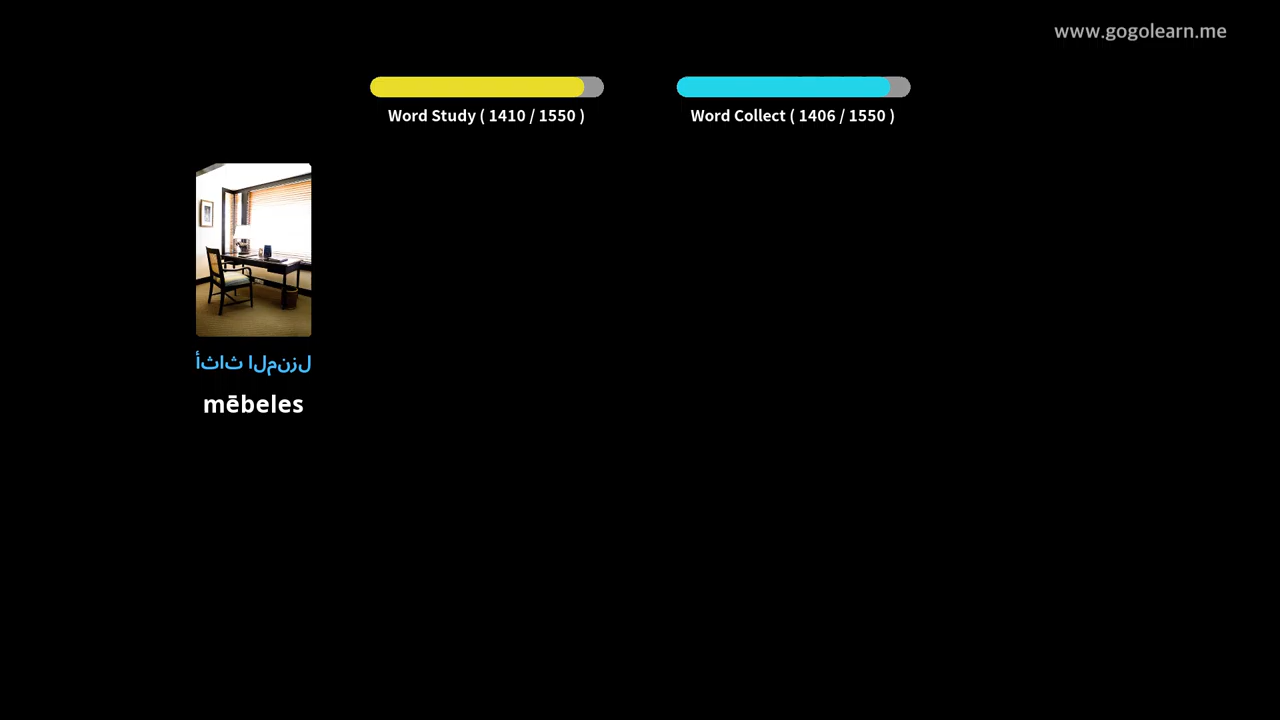 www.gogolearn.me
Word Study ( 1410 / 1550 )
Word Collect ( 1406 / 1550 )
أثاث المنزل
mēbeles